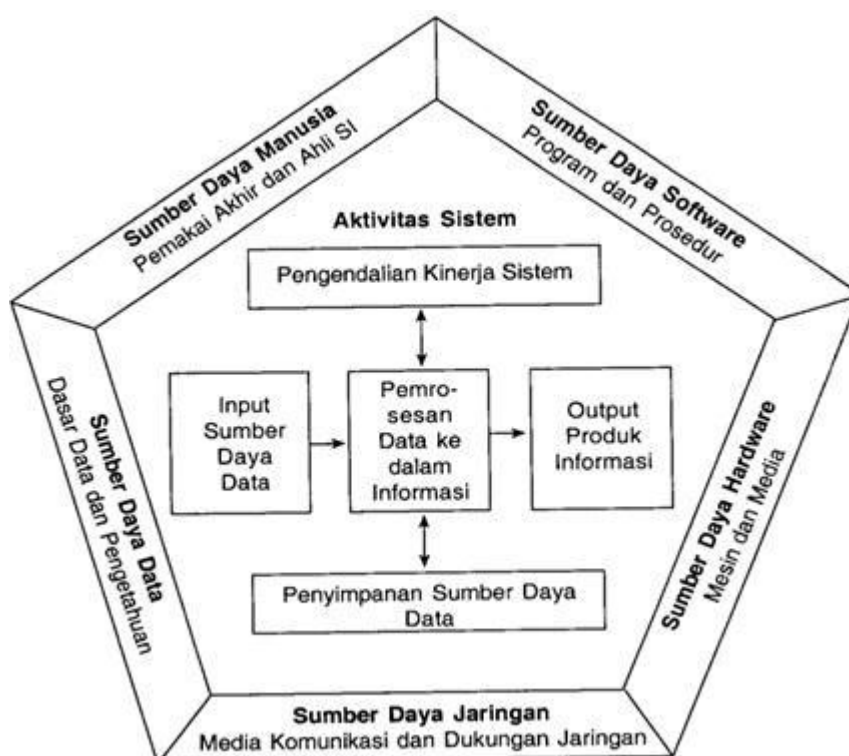 Sumber Daya Manusia
Pemakai Akhir dan Ahli SI
Sumber Daya Software
Program dan Prosedur
Aktivitas Sistem
Pengendalian Kinerja Sistem
Input
Sumber
Daya
Data
Pemro-
sesan
Data ke
dalam
Informasi
Output
Produk
Informasi
Penyimpanan Sumber Daya
Data
Sumber Daya Data
Dasar Data dan Pengetahuan
Sumber Daya Hardware
Mesin dan Media
Sumber Daya Jaringan
Media Komunikasi dan Dukungan Jaringan